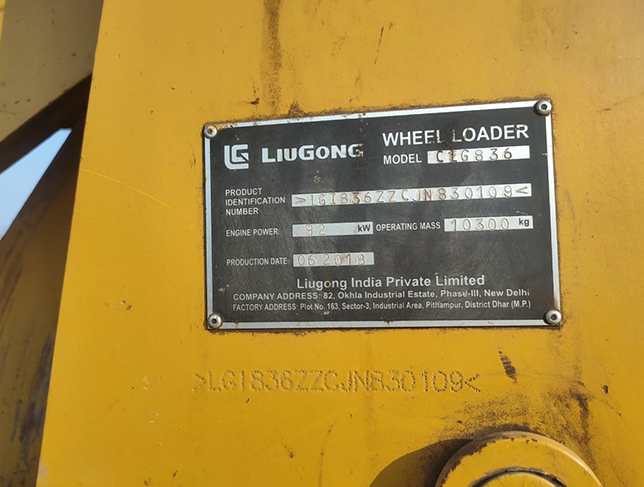 LIUGONG
WHEEL LOADER
MODEL CLG836
PRODUCT IDENTIFICATION NUMBER >LGI836ZZCJN830109<
ENGINE POWER 92 kW OPERATING MASS 10300 kg
PRODUCTION DATE: 06 2018
Liugong India Private Limited
COMPANY ADDRESS: 82, Okhla Industrial Estate, Phase-III, New Delhi
FACTORY ADDRESS: Plot No. 163, Sector-3, Industrial Area, Pithampur, District Dhar (M.P.)
>LGI836ZZCJN830109<